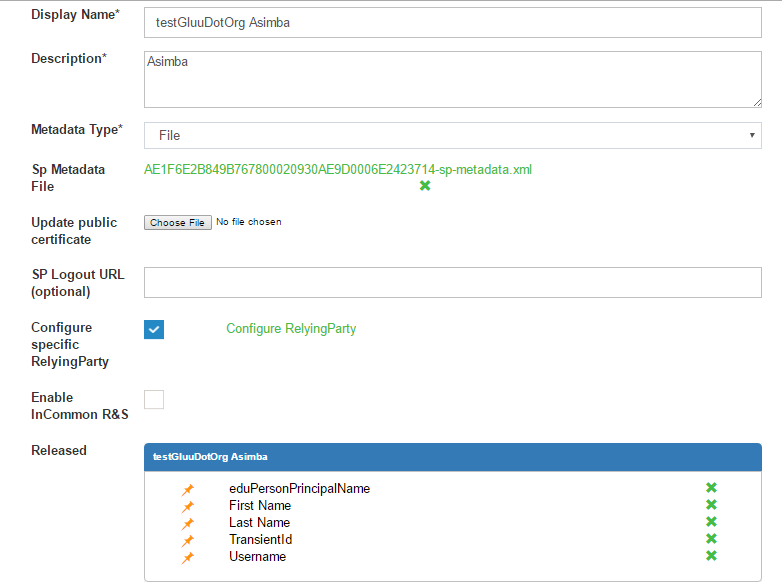 Display Name*
testGluuDotOrg Asimba
Description*
Asimba
Metadata Type*
File
Sp Metadata
File
AE1F6E2B849B767800020930AE9D0006E2423714-sp-metadata.xml
Update public
certificate
Choose File No file chosen
SP Logout URL
(optional)
Configure
specific
RelyingParty
Configure RelyingParty
Enable
InCommon R&S
Released
testGluuDotOrg Asimba
eduPersonPrincipalName
First Name
Last Name
TransientId
Username